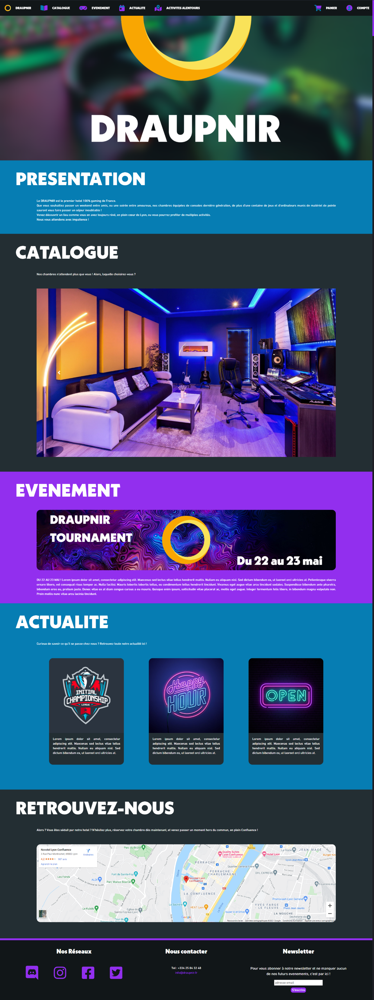 DRAUPNIR CATALOGUE EVENEMENT ACTUALITE ACTIVITES ALENTOURS PANIER COMPTE
DRAUPNIR
PRESENTATION
Le DRAUPNIR est le premier hotel 100% gaming de France.
Que vous souhaitiez passer un weekend entre amis, ou une soirée entre amoureux, nos chambres équipées de consoles dernière génération, de plus d'une centaine de jeux et d'ordinateurs munis de matériel de pointe
sauront vous faire passer un séjour inoubliable !
Venez découvrir un lieu comme vous en avez toujours rêvé, en plein cœur de Lyon, ou vous pourrez profiter de multiples activités.
Nous vous attendons avec impatience !
CATALOGUE
Nos chambres n'attendent plus que vous ! Alors, laquelle choisirez-vous ?
ALESIS
EVENEMENT
DRAUPNIR
TOURNAMENT
Du 22 au 23 mai
DU 22 AU 23 MAI ! Lorem ipsum dolor sit amet, consectetur adipiscing elit. Maecenas sed lectus vitae tellus hendrerit mattis. Nullam eu aliquam nisl. Sed dictum bibendum ex, ut laoreet orci ultricies at. Pellentesque viverra
ornare libero, vel consequat risus tempor ac. Nulla facilisi. Mauris lobortis lobortis tellus, eu condimentum tellus hendrerit tincidunt. Vivamus eget augue vitae arcu tincidunt sodales. Suspendisse bibendum ante pharetra,
bibendum eros eu, pretium justo. Donec vitae ex at diam congue cursus a eu mauris. Quisque enim ipsum, sollicitudin vitae placerat ac, mollis eget augue. Integer fermentum felis libero, in bibendum magna vulputate non.
Proin mollis nunc vitae arcu lacinia tincidunt.
ACTUALITE
Curieux de savoir ce qu'il se passe chez nous ? Retrouvez toute notre actualité ici !
INITIAL
CHAMPIONSHIP
LEAGUE
Lorem ipsum dolor sit amet, consectetur
adipiscing elit. Maecenas sed lectus vitae tellus
hendrerit mattis. Nullam eu aliquam nisl. Sed
dictum bibendum ex, ut laoreet orci ultricies at.
Happy
HOUR
Lorem ipsum dolor sit amet, consectetur
adipiscing elit. Maecenas sed lectus vitae tellus
hendrerit mattis. Nullam eu aliquam nisl. Sed
dictum bibendum ex, ut laoreet orci ultricies at.
OPEN
Lorem ipsum dolor sit amet, consectetur
adipiscing elit. Maecenas sed lectus vitae tellus
hendrerit mattis. Nullam eu aliquam nisl. Sed
dictum bibendum ex, ut laoreet orci ultricies at.
RETROUVEZ-NOUS
Alors ? Vous êtes séduit par notre hotel ? N'hésitez plus, réservez votre chambre dès maintenant, et venez passer un moment hors du commun, en plein Confluence !
Novotel Lyon Confluence
3 Rue Paul Montrochet, 69002 Lyon
Itinéraires
4,2 ★★★★ 987 avis
Agrandir le plan
Parc du Brûlet
Quality Suites
Lyon Confluence
Hôtel avec suites et
Hotel Lyon
La Poste
JEAN-MACÉ
Burger Kin
Lyon-Jean-Macé
PERRACHE
Quartier General Frère
PERRACHE -
CHARLEMAGNE
DHL EXPRESS
Rue Lortet
Les Fonds
Fort de Sainte-Foy
ALDI
Parc Marius Bourrat
Avenue du Général de Gaulle
Saône
Novotel Lyon
Confluence
Fourrière mun
LA CONFLUENCE
A7
Promocash Lyon Gerland
La Sucrière
HEAT Lyon
YVES FARGE
- LE FLEUVE
Place Jean Jaurès
Le Kubdo
Eglise de
Sainte-Foy-lès-Lyon
Le Rhône
Super U et Drive
LA MOUCHE
Déchèterie de
Tour du
Télégraphe Chappe
Google
Raccourcis clavier Données cartographiques ©2021 Google Conditions d'utilisation Signaler une erreur cartographique
Nos Réseaux
Nous contacter
Tel : +334 25 84 32 48
info@draupnir.fr
Newsletter
Pour vous abonner à notre newsletter et ne manquer aucun
de nos futurs evenements, c'est par ici !
adresse email
S'inscrire